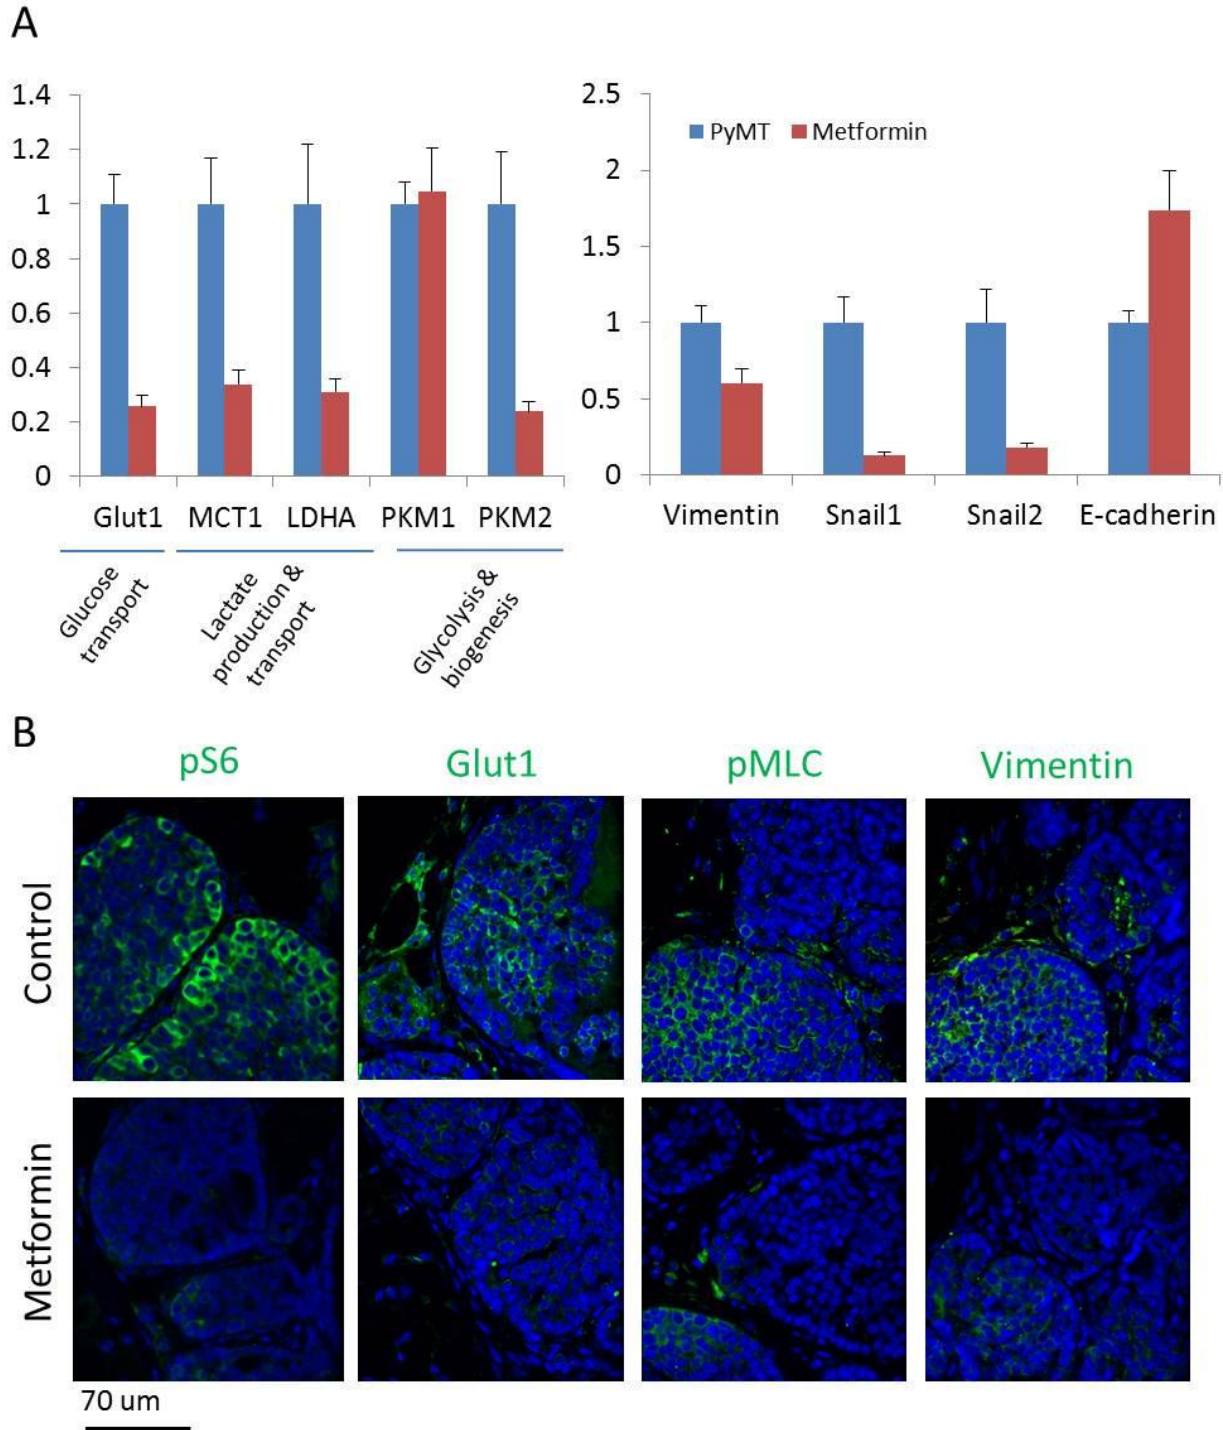 A
1.4
1.2
1
0.8
0.6
0.4
0.2
0
Glut1 MCT1 LDHA PKM1 PKM2
Glucose
transport
Lactate
production &
transport
Glycolysis &
biogenesis
2.5
2
1.5
1
0.5
0
PyMT Metformin
Vimentin Snail1 Snail2 E-cadherin
B
pS6 Glut1 pMLC Vimentin
Control
Metformin
70 um